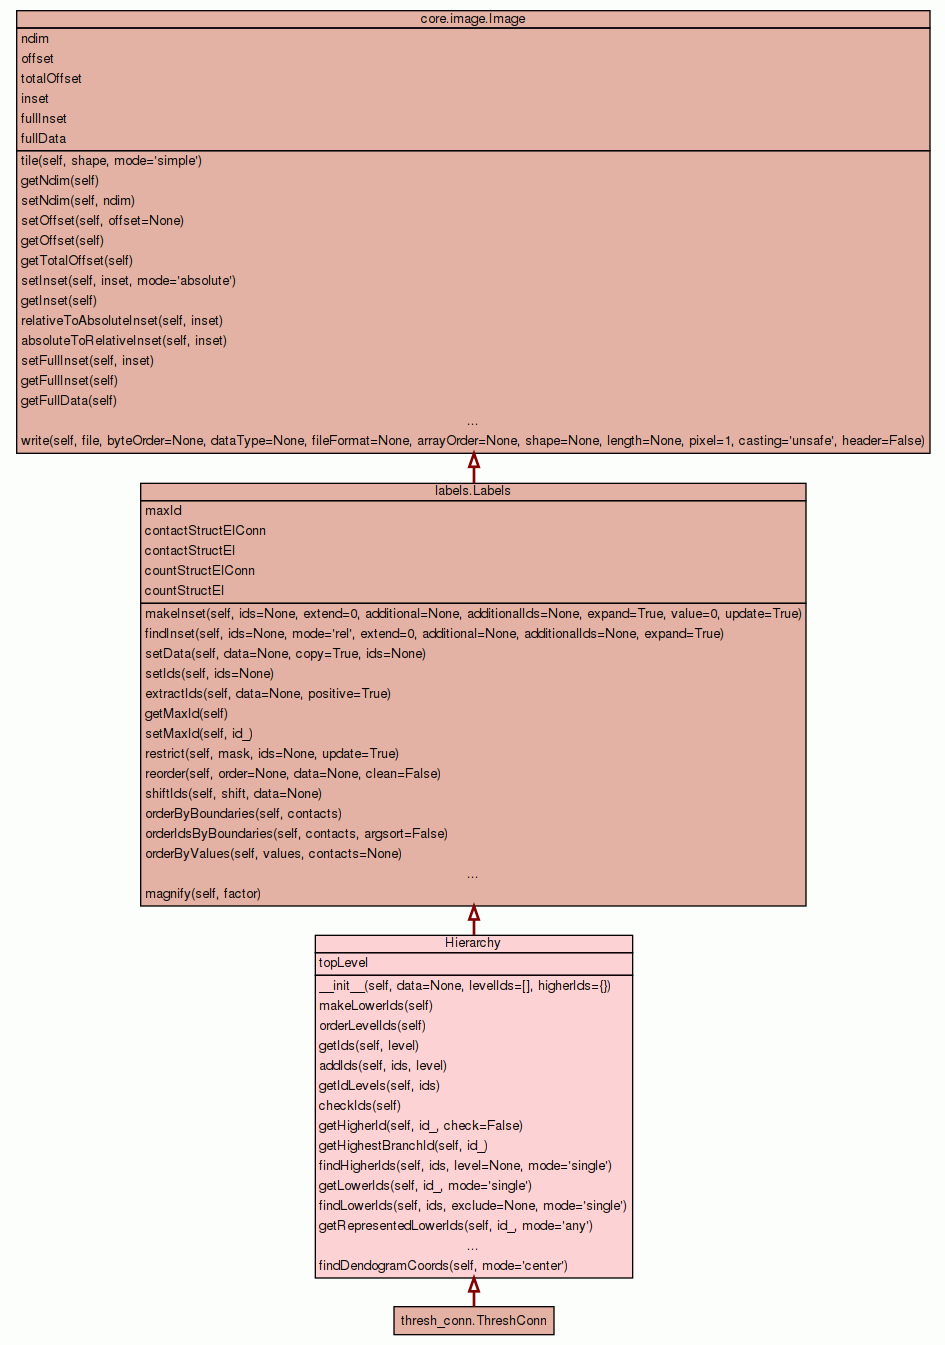 core.image.Image
ndim
offset
totalOffset
inset
fullInset
fullData
tile(self, shape, mode='simple')
getNdim(self)
setNdim(self, ndim)
setOffset(self, offset=None)
getOffset(self)
getTotalOffset(self)
setInset(self, inset, mode='absolute')
getInset(self)
relativeToAbsoluteInset(self, inset)
absoluteToRelativeInset(self, inset)
setFullInset(self, inset)
getFullInset(self)
getFullData(self)
...
write(self, file, byteOrder=None, dataType=None, fileFormat=None, arrayOrder=None, shape=None, length=None, pixel=1, casting='unsafe', header=False)
labels.Labels
maxId
contactStructElConn
contactStructEl
countStructElConn
countStructEl
makeInset(self, ids=None, extend=0, additional=None, additionalIds=None, expand=True, value=0, update=True)
findInset(self, ids=None, mode='rel', extend=0, additional=None, additionalIds=None, expand=True)
setData(self, data=None, copy=True, ids=None)
setIds(self, ids=None)
extractIds(self, data=None, positive=True)
getMaxId(self)
setMaxId(self, id_)
restrict(self, mask, ids=None, update=True)
reorder(self, order=None, data=None, clean=False)
shiftIds(self, shift, data=None)
orderByBoundaries(self, contacts)
orderIdsByBoundaries(self, contacts, argsort=False)
orderByValues(self, values, contacts=None)
...
magnify(self, factor)
Hierarchy
topLevel
__init__(self, data=None, levelIds=[], higherIds={})
makeLowerIds(self)
orderLevelIds(self)
getIds(self, level)
addIds(self, ids, level)
getIdLevels(self, ids)
checkIds(self)
getHigherId(self, id_, check=False)
getHighestBranchId(self, id_)
findHigherIds(self, ids, level=None, mode='single')
getLowerIds(self, id_, mode='single')
findLowerIds(self, ids, exclude=None, mode='single')
getRepresentedLowerIds(self, id_, mode='any')
...
findDendogramCoords(self, mode='center')
thresh_conn.ThreshConn